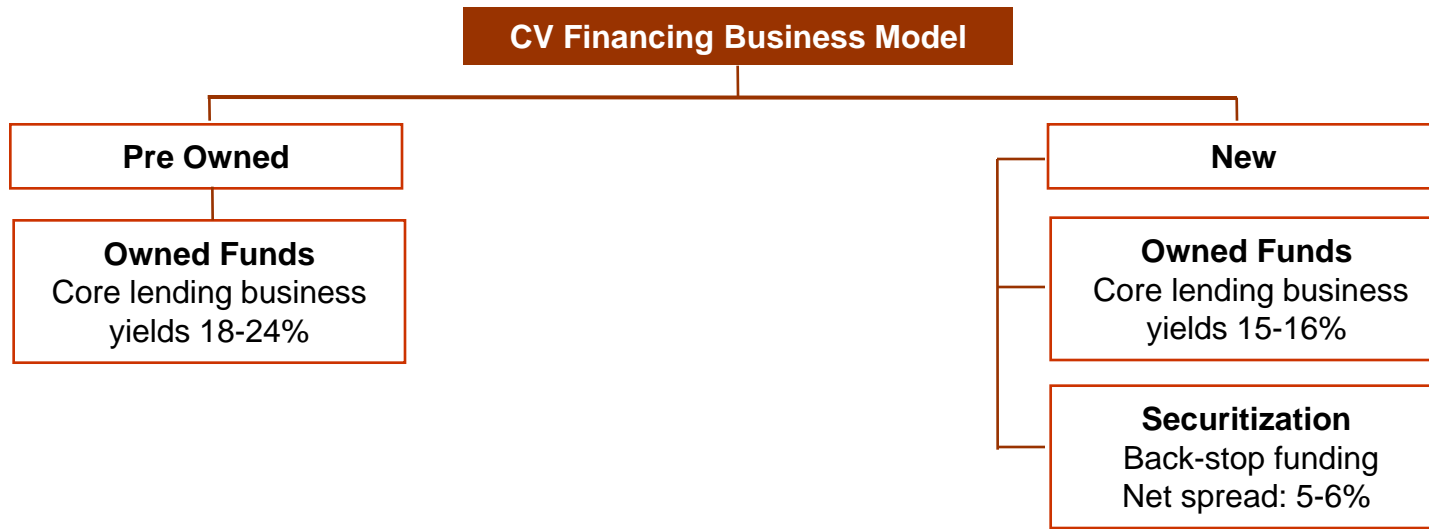 CV Financing Business Model
Pre Owned
Owned Funds
Core lending business
yields 18-24%
New
Owned Funds
Core lending business
yields 15-16%
Securitization
Back-stop funding
Net spread: 5-6%